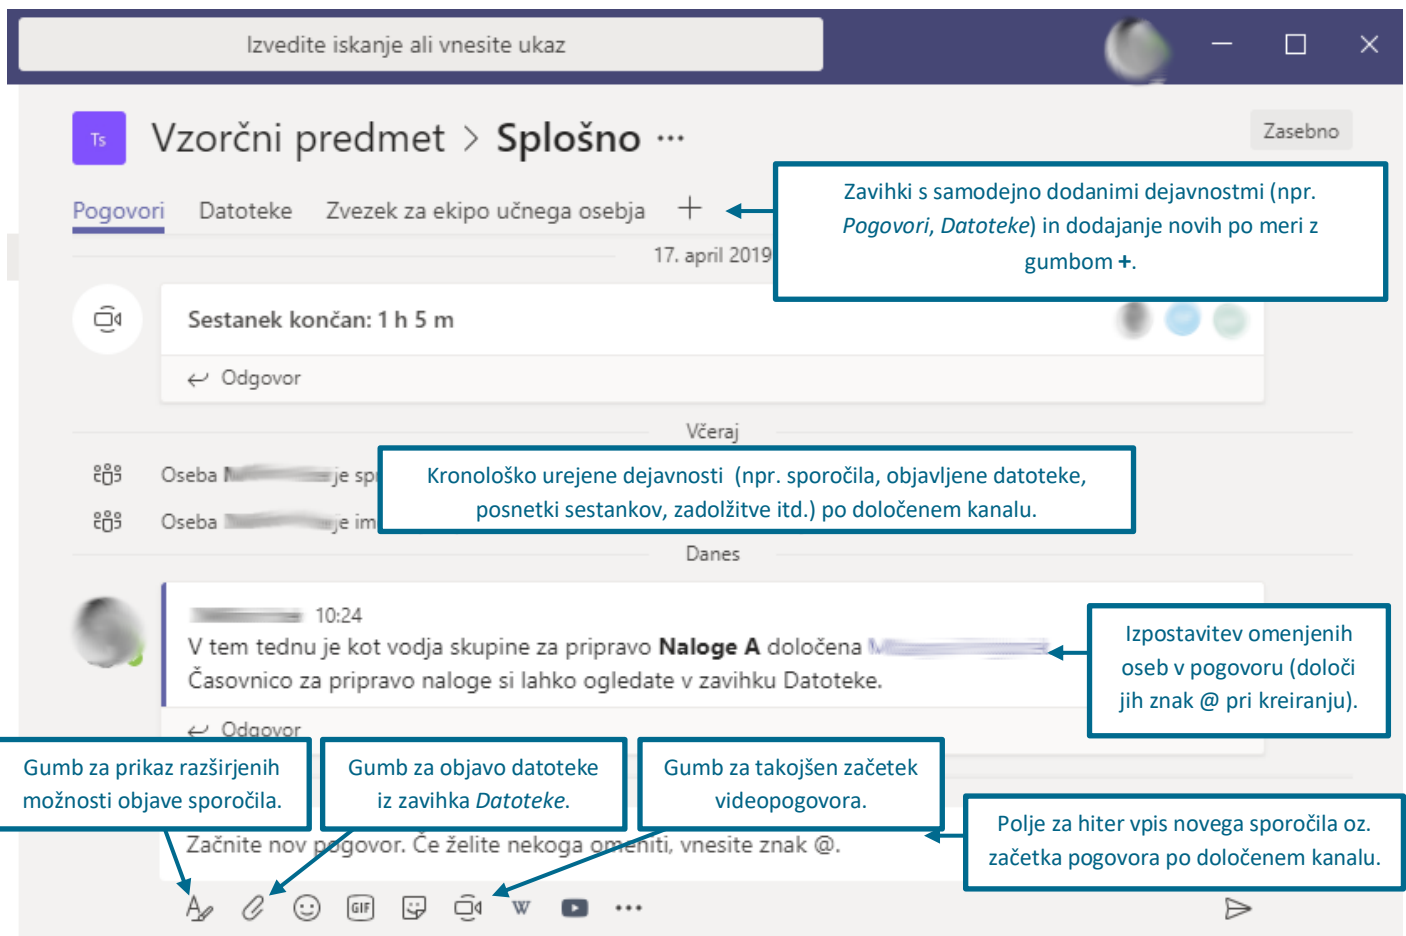 Izvedite iskanje ali vnesite ukaz
Ts
Vzorčni predmet > Splošno ...
Zasebno
Pogovori Datoteke Zvezek za ekipo učnega osebja +
Zavihki s samodejno dodanimi dejavnostmi (npr.
Pogovori, Datoteke) in dodajanje novih po meri z
gumbom +.
17. april 2019
Sestanek končan: 1 h 5 m
Odgovor
Včeraj
Oseba je
Oseba je
Kronološko urejene dejavnosti (npr. sporočila, objavljene datoteke,
posnetki sestankov, zadolžitve itd.) po določenem kanalu.
Danes
10:24
V tem tednu je kot vodja skupine za pripravo Naloge A določena
Časovnico za pripravo naloge si lahko ogledate v zavihku Datoteke.
Izpostavitev omenjenih
oseb v pogovoru (določi
jih znak @ pri kreiranju).
Odgovor
Gumb za prikaz razširjenih
možnosti objave sporočila.
Gumb za objavo datoteke
iz zavihka Datoteke.
Gumb za takojšen začetek
videopogovora.
Polje za hiter vpis novega sporočila oz.
začetka pogovora po določenem kanalu.
Začnite nov pogovor. Če želite nekoga omeniti, vnesite znak @.
GIF
W